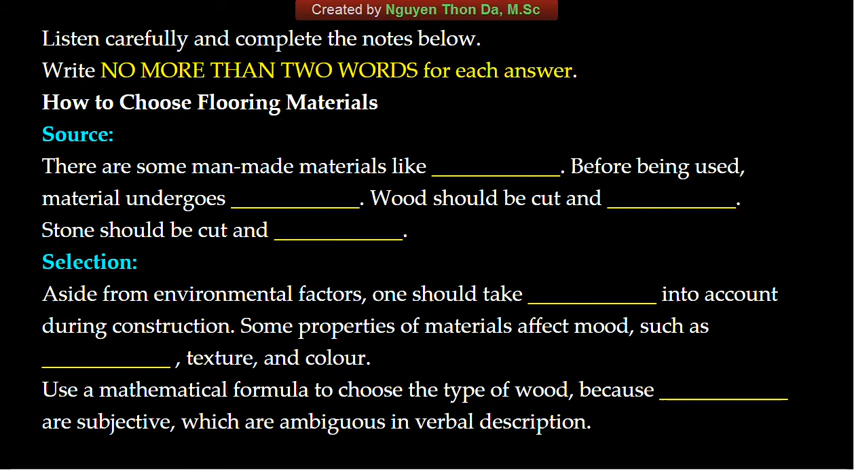 Created by Nguyen Thon Da, M.Sc
Listen carefully and complete the notes below.
Write NO MORE THAN TWO WORDS for each answer.
How to Choose Flooring Materials
Source:
There are some man-made materials like ____________. Before being used,
material undergoes ____________. Wood should be cut and ____________.
Stone should be cut and ____________.
Selection:
Aside from environmental factors, one should take ____________ into account
during construction. Some properties of materials affect mood, such as
____________ , texture, and colour.
Use a mathematical formula to choose the type of wood, because ____________
are subjective, which are ambiguous in verbal description.